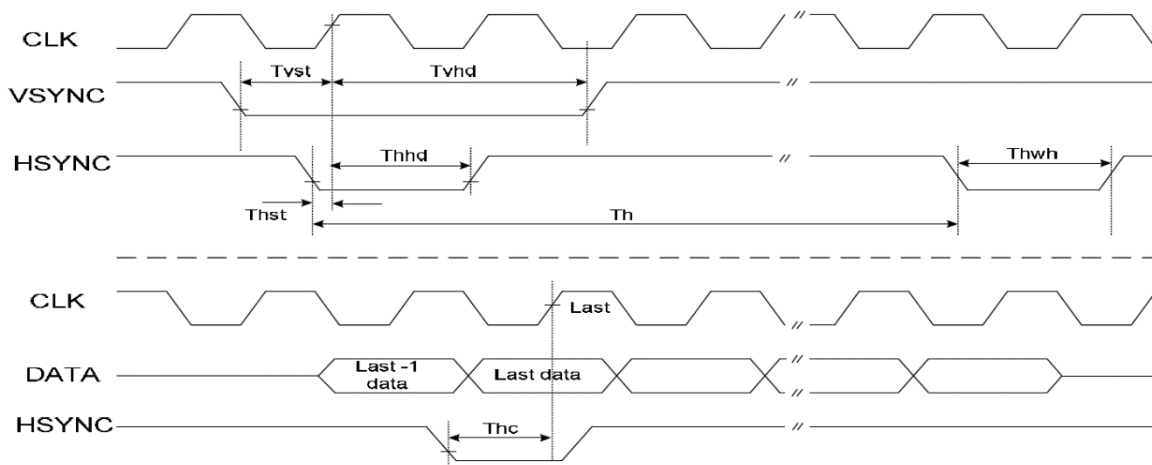 CLK
Tvst Tvhd
VSYNC
HSYNC Thhd Thwh
Thst Th
CLK Last
DATA Last -1 data Last data
HSYNC Thc